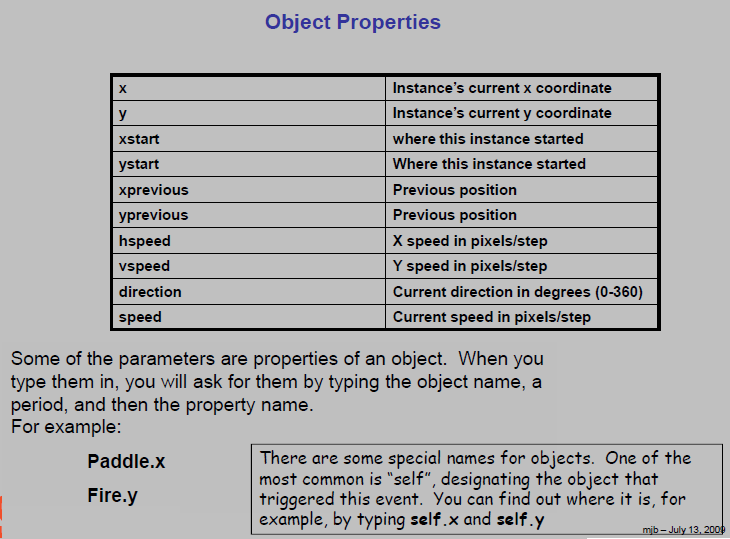 Object Properties
x Instance's current x coordinate
y Instance's current y coordinate
xstart where this instance started
ystart Where this instance started
xprevious Previous position
yprevious Previous position
hspeed X speed in pixels/step
vspeed Y speed in pixels/step
direction Current direction in degrees (0-360)
speed Current speed in pixels/step
Some of the parameters are properties of an object. When you
type them in, you will ask for them by typing the object name, a
period, and then the property name.
For example:
Paddle.x
Fire.y
There are some special names for objects. One of the
most common is "self", designating the object that
triggered this event. You can find out where it is, for
example, by typing self.x and self.y
mjb – July 13, 2009